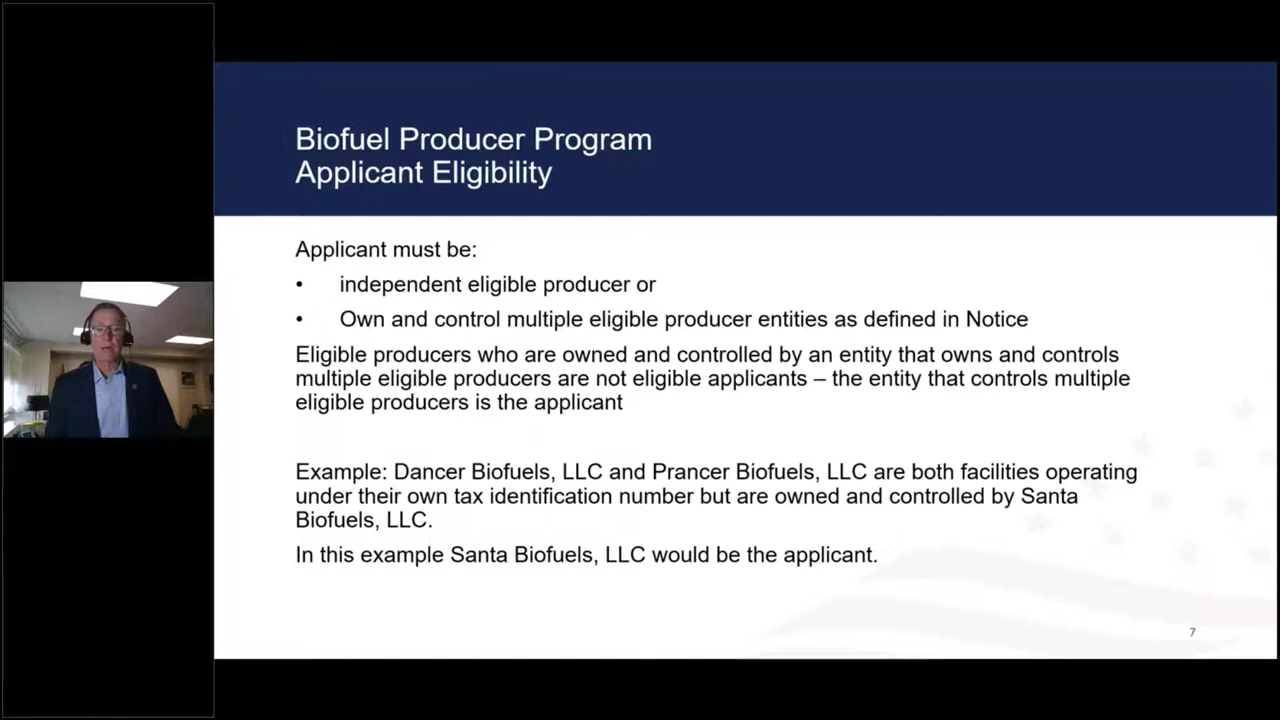 Biofuel Producer Program
Applicant Eligibility
Applicant must be:
• independent eligible producer or
• Own and control multiple eligible producer entities as defined in Notice
Eligible producers who are owned and controlled by an entity that owns and controls
multiple eligible producers are not eligible applicants – the entity that controls multiple
eligible producers is the applicant
Example: Dancer Biofuels, LLC and Prancer Biofuels, LLC are both facilities operating
under their own tax identification number but are owned and controlled by Santa
Biofuels, LLC.
In this example Santa Biofuels, LLC would be the applicant.
7